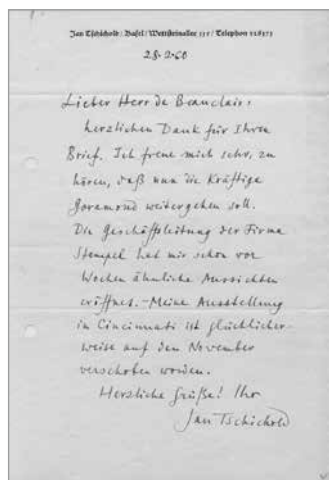 Jan Tschichold / Basel / Wettsteinallee / Telephon
28.2.60
Lieber Herr de Beauclair:
herzlichen Dank für Ihren
Brief. Ich freue mich sehr, zu
hören, daß nun die Kräftige
Garamond weitergehen soll.
Die Geschäftsleitung der Firma
Stempel hat mir schon vor
Wochen ähnliche Aussichten
eröffnet. – Meine Ausstellung
in Cincinnati ist glücklicher-
weise auf den November
verschoben worden.
Herzliche Grüße! Ihr
Jan Tschichold